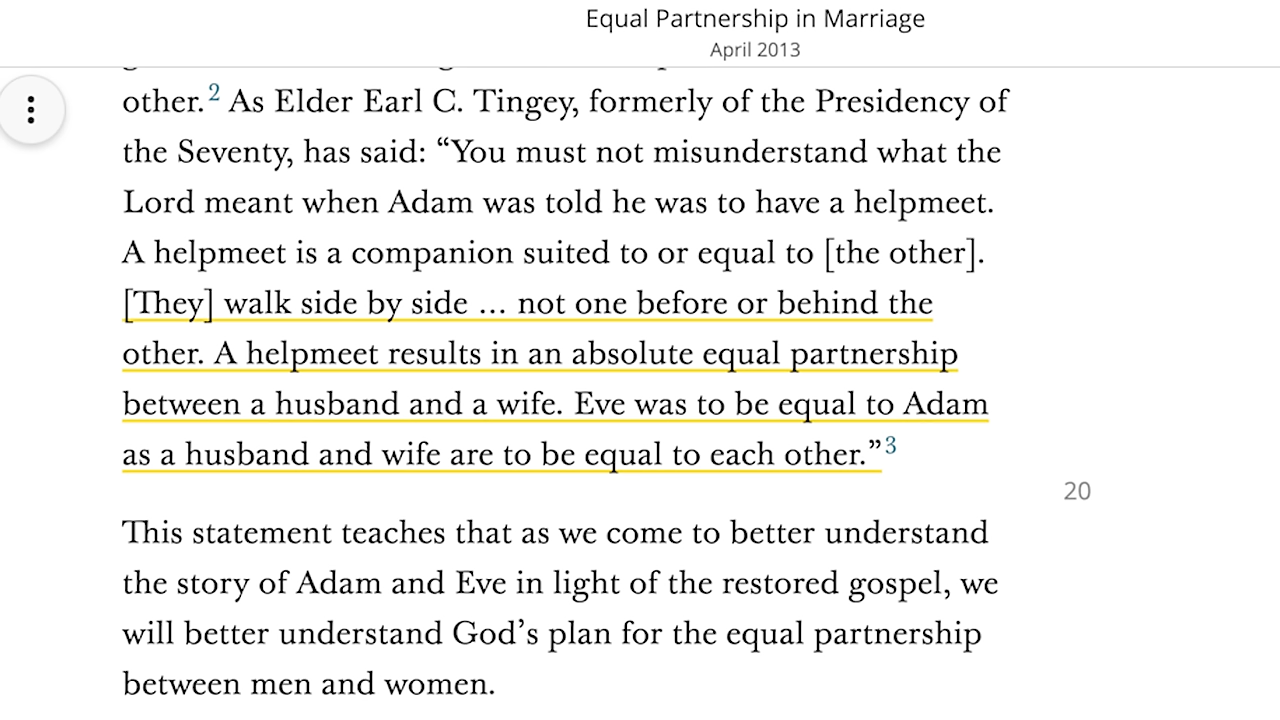 Equal Partnership in Marriage
April 2013
other.2 As Elder Earl C. Tingey, formerly of the Presidency of
the Seventy, has said: “You must not misunderstand what the
Lord meant when Adam was told he was to have a helpmeet.
A helpmeet is a companion suited to or equal to [the other].
[They] walk side by side … not one before or behind the
other. A helpmeet results in an absolute equal partnership
between a husband and a wife. Eve was to be equal to Adam
as a husband and wife are to be equal to each other.”3
20
This statement teaches that as we come to better understand
the story of Adam and Eve in light of the restored gospel, we
will better understand God’s plan for the equal partnership
between men and women.